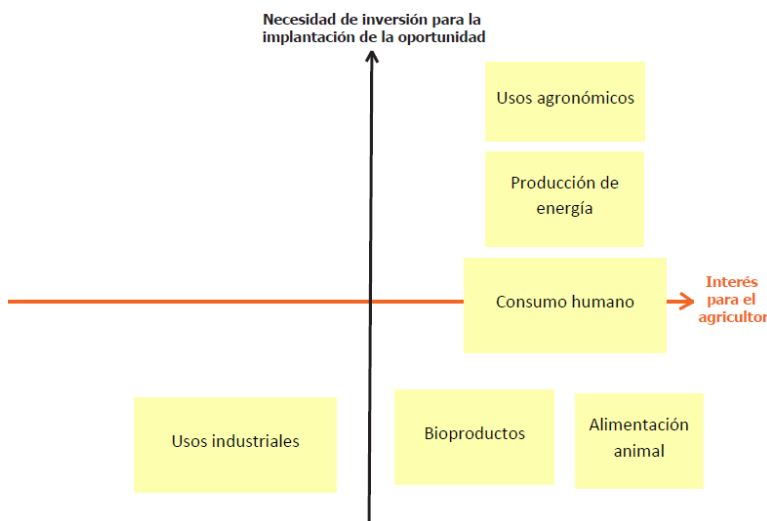 Necesidad de inversión para la
implantación de la oportunidad
Usos agronómicos
Producción de
energía
Consumo humano
Interés
para el
agricultor
Usos industriales
Bioproductos
Alimentación
animal